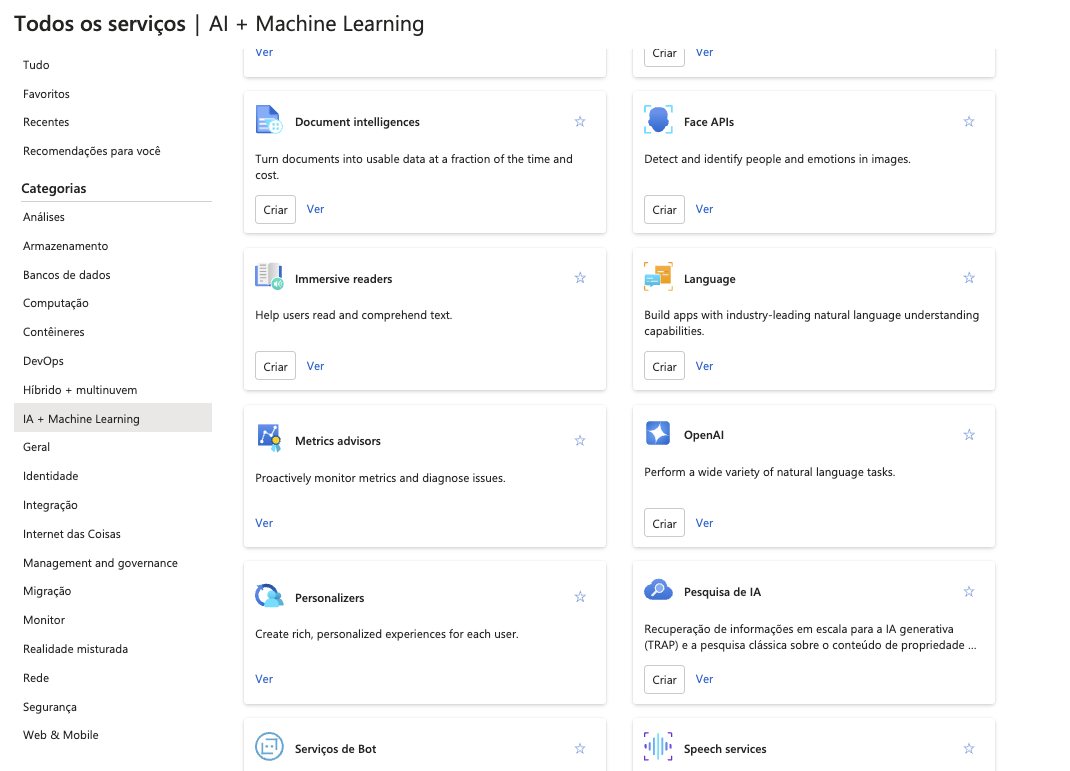 Todos os serviços | AI + Machine Learning
Tudo
Favoritos
Recentes
Recomendações para você
Categorias
Análises
Armazenamento
Bancos de dados
Computação
Contêineres
DevOps
Híbrido + multinuvem
IA + Machine Learning
Geral
Identidade
Integração
Internet das Coisas
Management and governance
Migração
Monitor
Realidade misturada
Rede
Segurança
Web & Mobile
Ver
Criar Ver
Document intelligences
Turn documents into usable data at a fraction of the time and
cost.
Criar Ver
Face APIs
Detect and identify people and emotions in images.
Criar Ver
Immersive readers
Help users read and comprehend text.
Criar Ver
Language
Build apps with industry-leading natural language understanding
capabilities.
Criar Ver
Metrics advisors
Proactively monitor metrics and diagnose issues.
Ver
OpenAI
Perform a wide variety of natural language tasks.
Criar Ver
Personalizers
Create rich, personalized experiences for each user.
Ver
Pesquisa de IA
Recuperação de informações em escala para a IA generativa
(TRAP) e a pesquisa clássica sobre o conteúdo de propriedade ...
Criar Ver
Serviços de Bot
Speech services